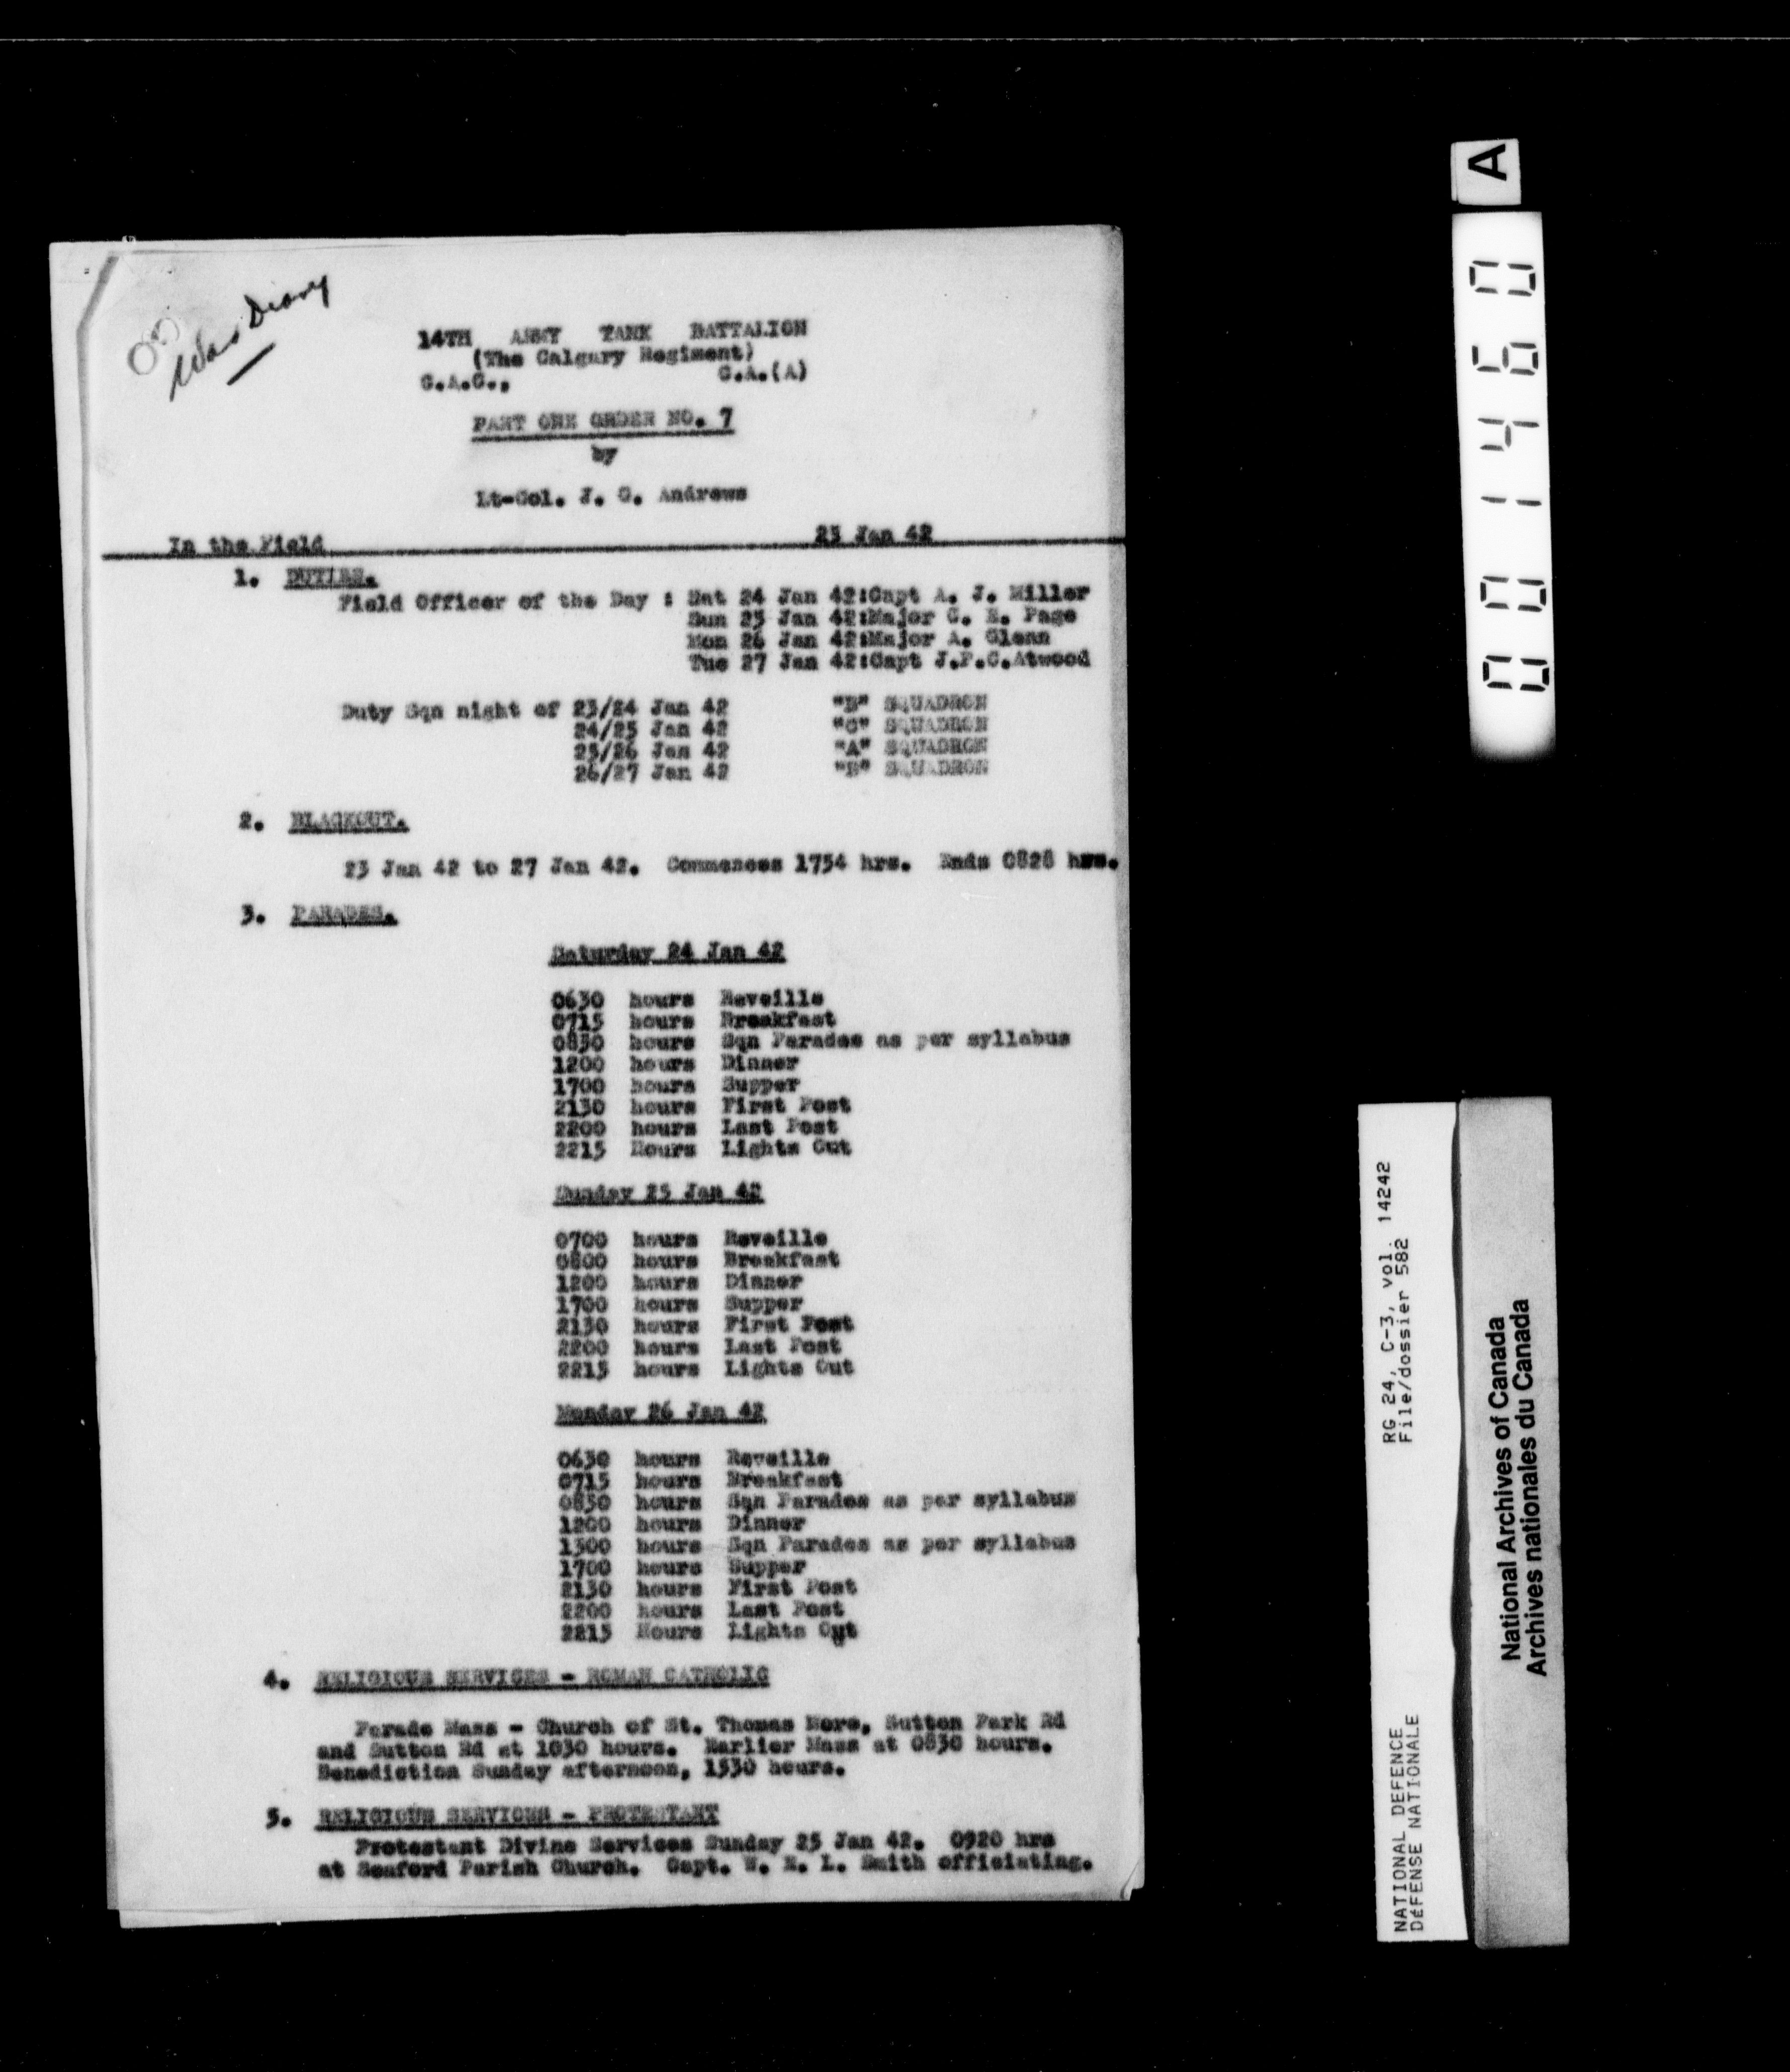 War Diary
14TH ARMY TANK BATTALION
(The Calgary Regiment)
C.A.C., C.A.(A)
PART ONE ORDER NO. 7
by
Lt-Col. J. G. Andrews
In the Field 23 Jan 42
1. DUTIES.
Field Officer of the Day : Sat 24 Jan 42:Capt A. J. Miller
Sun 25 Jan 42:Major C. E. Page
Mon 26 Jan 42:Major A. Glenn
Tue 27 Jan 42:Capt J.F.C.Atwood
Duty Sqn night of 23/24 Jan 42 "B" SQUADRON
24/25 Jan 42 "C" SQUADRON
25/26 Jan 42 "A" SQUADRON
26/27 Jan 42 "B" SQUADRON
2. BLACKOUT.
23 Jan 42 to 27 Jan 42. Commences 1754 hrs. Ends 0828 hrs.
3. PARADES.
Saturday 24 Jan 42
0630 hours Reveille
0715 hours Breakfast
0830 hours Sqn Parades as per syllabus
1200 hours Dinner
1700 hours Supper
2130 hours First Post
2200 hours Last Post
2215 Hours Lights Out
Sunday 25 Jan 42
0700 hours Reveille
0800 hours Breakfast
1200 hours Dinner
1700 hours Supper
2130 hours First Post
2200 hours Last Post
2215 hours Lights Out
Monday 26 Jan 42
0630 hours Reveille
0715 hours Breakfast
0830 hours Sqn Parades as per syllabus
1200 hours Dinner
1300 hours Sqn Parades as per syllabus
1700 hours Supper
2130 hours First Post
2200 hours Last Post
2215 Hours Lights Out
4. RELIGIOUS SERVICES - ROMAN CATHOLIC
Parade Mass - Church of St. Thomas More, Sutton Park Rd
and Sutton Rd at 1030 hours. Earlier Mass at 0830 hours.
Benediction Sunday afternoon, 1530 hours.
5. RELIGIOUS SERVICES - PROTESTANT
Protestant Divine Services Sunday 25 Jan 42. 0920 hrs
at Seaford Parish Church. Capt. W. E. L. Smith officiating.
A
001460
RG 24, C-3, vol. 14242
File/dossier 582
NATIONAL DEFENCE
DÉFENSE NATIONALE
National Archives of Canada
Archives nationales du Canada